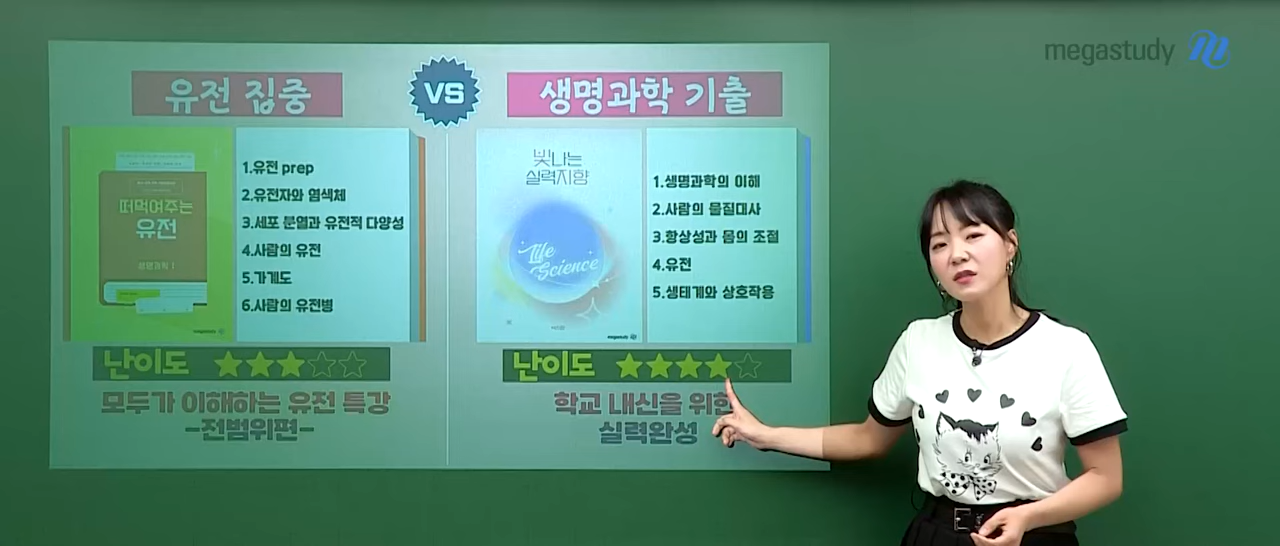 megastudy
유전 집중
VS
생명과학 기출
떠먹여주는
유전
생명과학 I
megastudy
1.유전 prep
2.유전자와 염색체
3.세포 분열과 유전적 다양성
4.사람의 유전
5.가계도
6.사람의 유전병
빛나는
실력지향
Life
Science
megastudy
1.생명과학의 이해
2.사람의 물질대사
3.항상성과 몸의 조절
4.유전
5.생태계와 상호작용
난이도 ★★★☆☆
난이도 ★★★★☆
모두가 이해하는 유전 특강
-전범위편-
학교 내신을 위한
실력완성